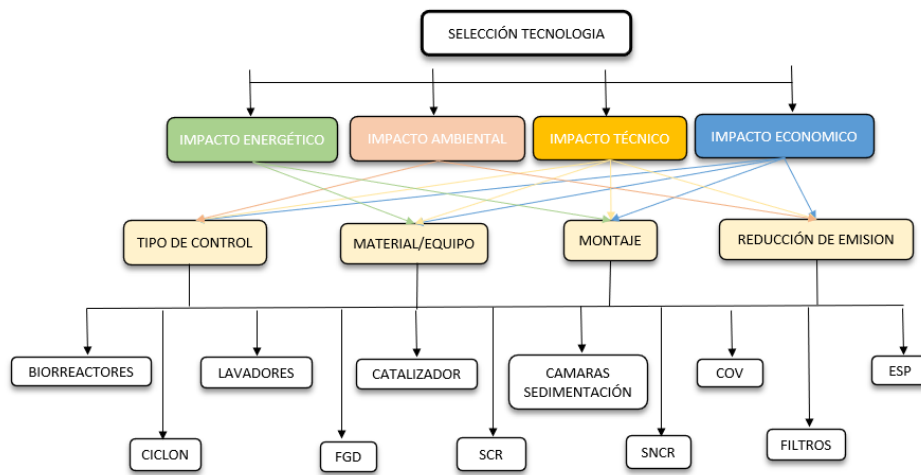 SELECCIÓN TECNOLOGIA
IMPACTO ENERGÉTICO
IMPACTO AMBIENTAL
IMPACTO TÉCNICO
IMPACTO ECONOMICO
TIPO DE CONTROL
MATERIAL/EQUIPO
MONTAJE
REDUCCIÓN DE EMISION
BIORREACTORES
LAVADORES
CATALIZADOR
CAMARAS
SEDIMENTACIÓN
COV
ESP
CICLON
FGD
SCR
SNCR
FILTROS